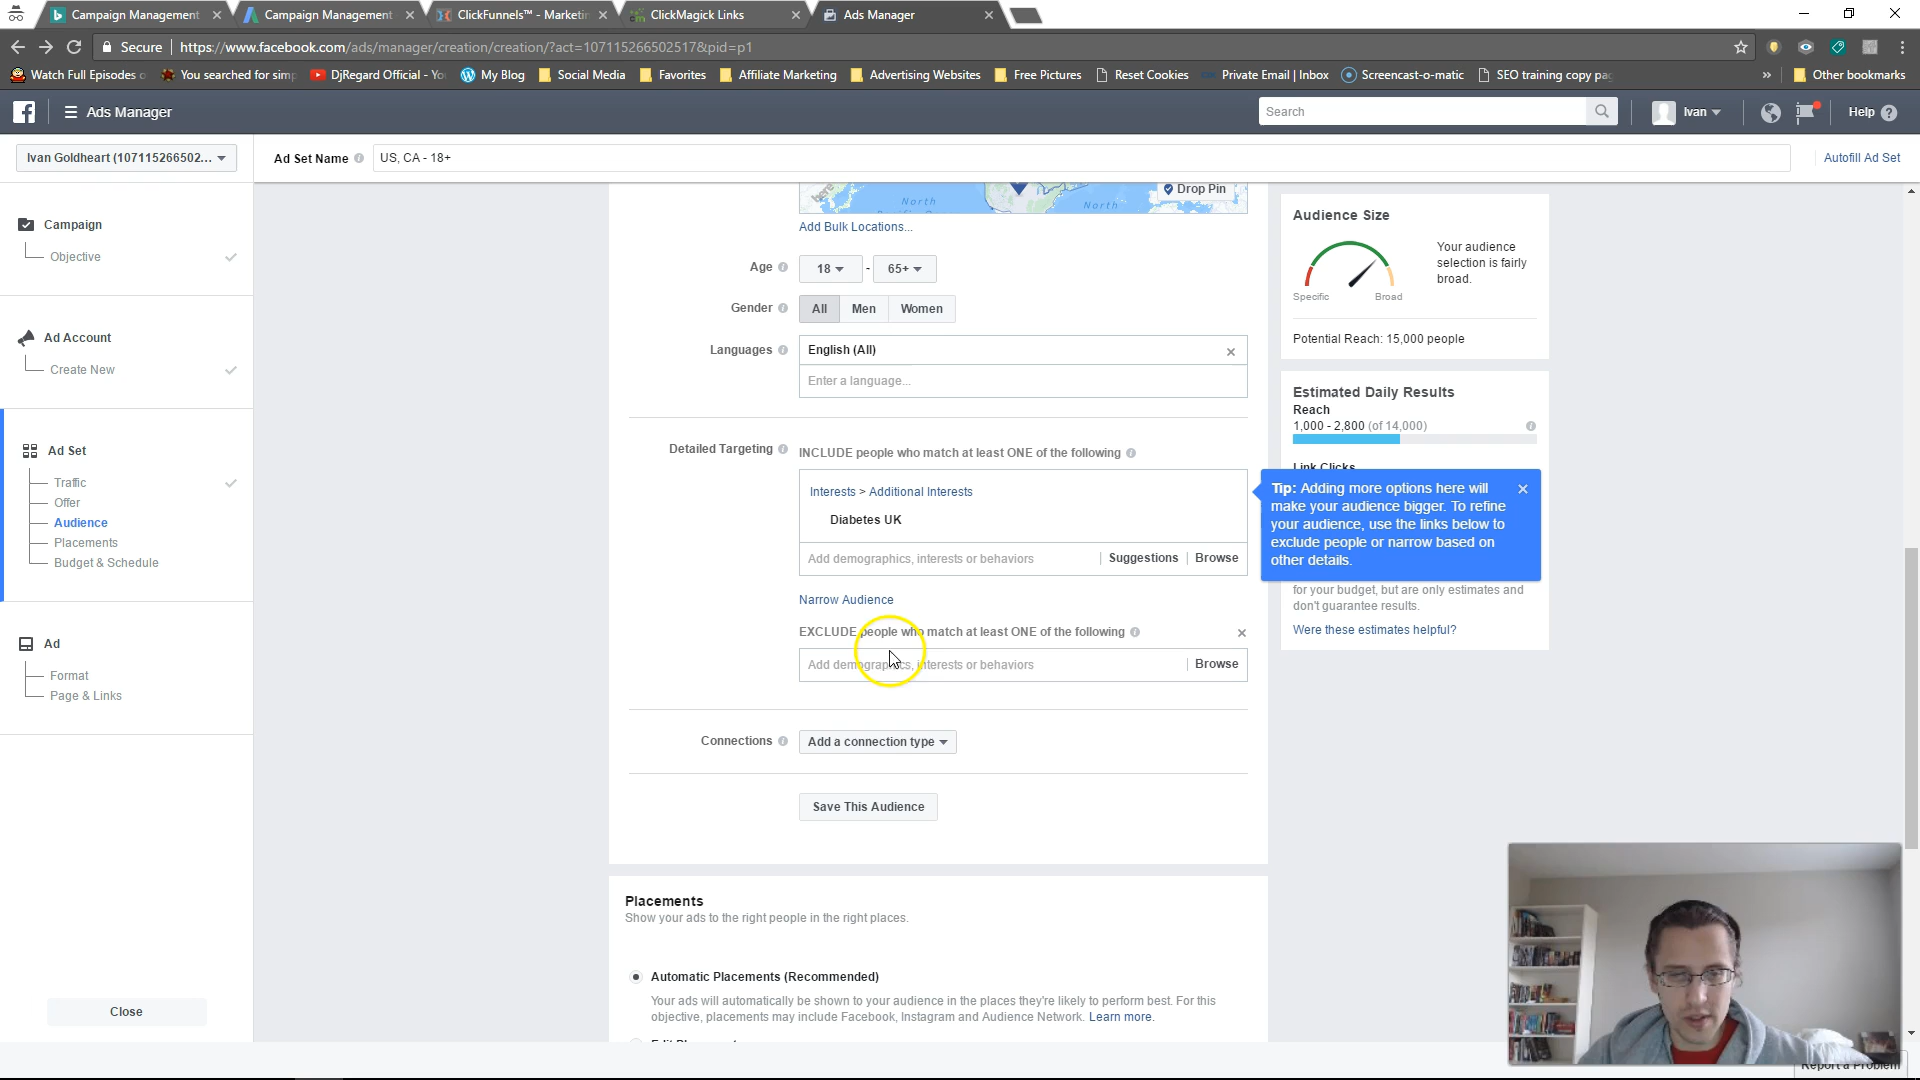 Campaign Management
Campaign Management
ClickFunnels™ - Marketin
ClickMagick Links
Ads Manager
Secure
https://www.facebook.com/ads/manager/creation/creation/?act=107115266502517&pid=p1
Watch Full Episodes o
You searched for simp
DjRegard Official - Yo
My Blog
Social Media
Favorites
Affiliate Marketing
Advertising Websites
Free Pictures
Reset Cookies
Private Email | Inbox
Screencast-o-matic
SEO training copy pag
Other bookmarks
Ads Manager
Search
Ivan
Help
Ivan Goldheart (10711526502...
Ad Set Name
US, CA - 18+
Autofill Ad Set
Campaign
Objective
Ad Account
Create New
Ad Set
Traffic
Offer
Audience
Placements
Budget & Schedule
Ad
Format
Page & Links
Close
here
North
Drop Pin
North
Add Bulk Locations...
Age
18 - 65+
Gender
All Men Women
Languages
English (All)
Enter a language...
Detailed Targeting
INCLUDE people who match at least ONE of the following
Interests > Additional Interests
Diabetes UK
Add demographics, interests or behaviors
Suggestions
Browse
Narrow Audience
EXCLUDE people who match at least ONE of the following
Add demographics, interests or behaviors
Browse
Connections
Add a connection type
Save This Audience
Placements
Show your ads to the right people in the right places.
Automatic Placements (Recommended)
Your ads will automatically be shown to your audience in the places they're likely to perform best. For this
objective, placements may include Facebook, Instagram and Audience Network. Learn more.
Audience Size
Specific
Broad
Your audience
selection is fairly
broad.
Potential Reach: 15,000 people
Estimated Daily Results
Reach
1,000 - 2,800 (of 14,000)
Link Clicks
Tip: Adding more options here will
make your audience bigger. To refine
your audience, use the links below to
exclude people or narrow based on
other details.
for your budget, but are only estimates and
don't guarantee results.
Were these estimates helpful?
Report a Problem